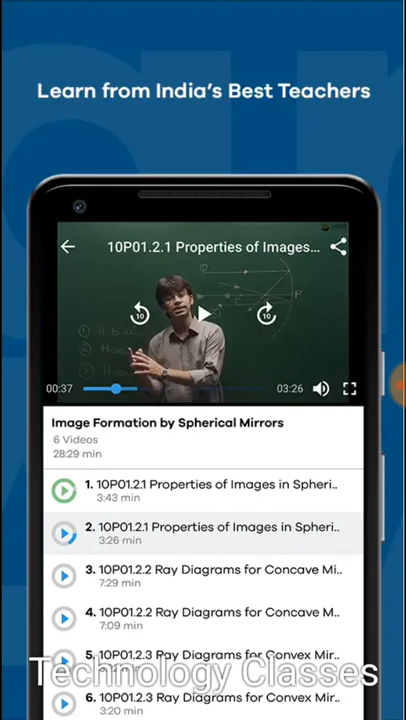 Learn from India's Best Teachers
10P01.2.1 Properties of Images...
10
10
P
1
2
3
00:37
03:26
Image Formation by Spherical Mirrors
6 Videos
28:29 min
1. 10P01.2.1 Properties of Images in Spheri..
3:43 min
2. 10P01.2.1 Properties of Images in Spheri..
3:26 min
3. 10P01.2.2 Ray Diagrams for Concave Mi..
7:29 min
4. 10P01.2.2 Ray Diagrams for Concave M..
7:09 min
5. 10P01.2.3 Ray Diagrams for Convex Mir..
Technology Classes
6. 10P01.2.3 Ray Diagrams for Convex Mir..
3:20 min